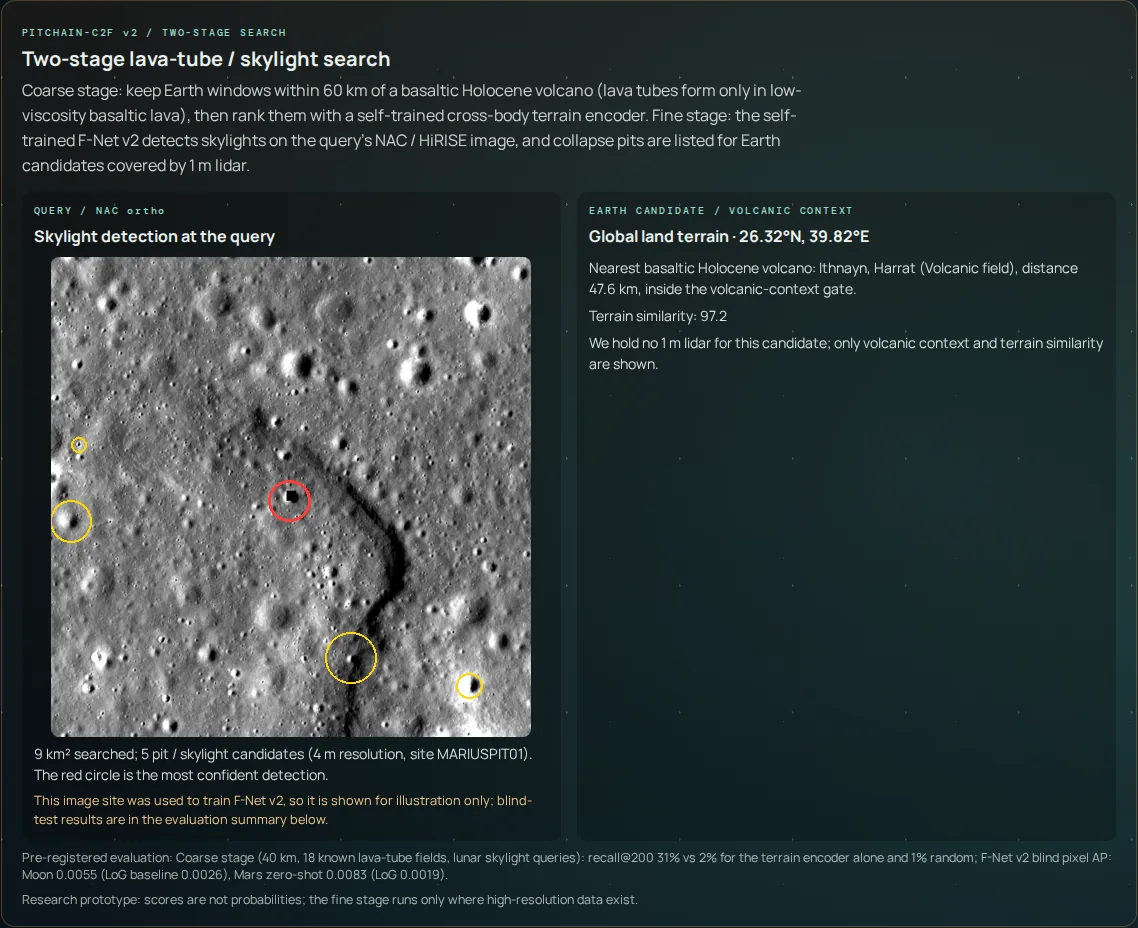 PITCHAIN-C2F v2 / TWO-STAGE SEARCH
Two-stage lava-tube / skylight search
Coarse stage: keep Earth windows within 60 km of a basaltic Holocene volcano (lava tubes form only in low-
viscosity basaltic lava), then rank them with a self-trained cross-body terrain encoder. Fine stage: the self-
trained F-Net v2 detects skylights on the query's NAC / HiRISE image, and collapse pits are listed for Earth
candidates covered by 1 m lidar.
QUERY / NAC ortho
Skylight detection at the query
9 km² searched; 5 pit / skylight candidates (4 m resolution, site MARIUSPIT01).
The red circle is the most confident detection.
This image site was used to train F-Net v2, so it is shown for illustration only; blind-
test results are in the evaluation summary below.
EARTH CANDIDATE / VOLCANIC CONTEXT
Global land terrain · 26.32°N, 39.82°E
Nearest basaltic Holocene volcano: Ithnayn, Harrat (Volcanic field), distance
47.6 km, inside the volcanic-context gate.
Terrain similarity: 97.2
We hold no 1 m lidar for this candidate; only volcanic context and terrain similarity
are shown.
Pre-registered evaluation: Coarse stage (40 km, 18 known lava-tube fields, lunar skylight queries): recall@200 31% vs 2% for the terrain encoder alone and 1% random; F-Net v2 blind pixel AP:
Moon 0.0055 (LoG baseline 0.0026), Mars zero-shot 0.0083 (LoG 0.0019).
Research prototype: scores are not probabilities; the fine stage runs only where high-resolution data exist.